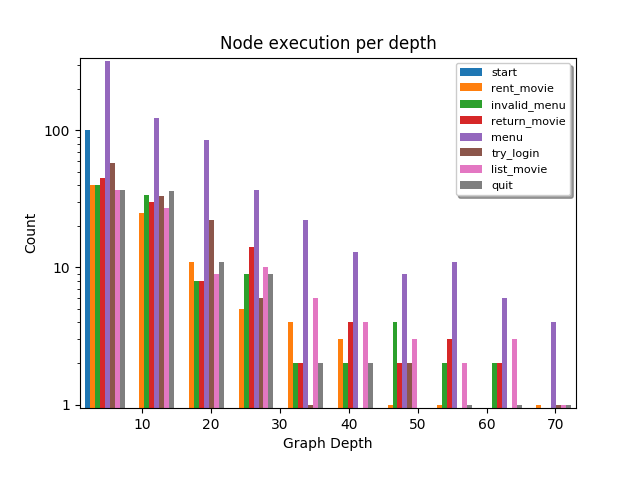 Node execution per depth
start
rent_movie
invalid_menu
return_movie
menu
try_login
list_movie
quit
100
10
1
Count
10 20 30 40 50 60 70
Graph Depth